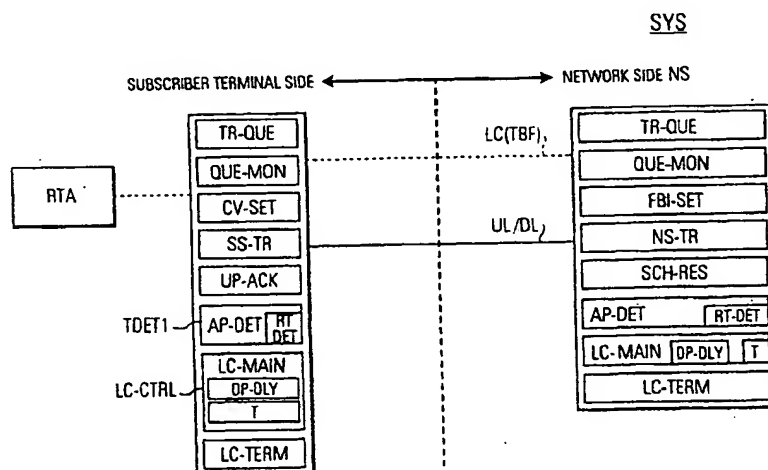 SYS
SUBSCRIBER TERMINAL SIDE
NETWORK SIDE NS
TR-QUE
QUE-MON
CV-SET
SS-TR
UP-ACK
AP-DET
RT
DET
LC-MAIN
DP-DLY
T
LC-TERM
RTA
TDET1
LC-CTRL
LC(TBF)
UL/DL
TR-QUE
QUE-MON
FBI-SET
NS-TR
SCH-RES
AP-DET RT-DET
LC-MAIN DP-DLY T
LC-TERM